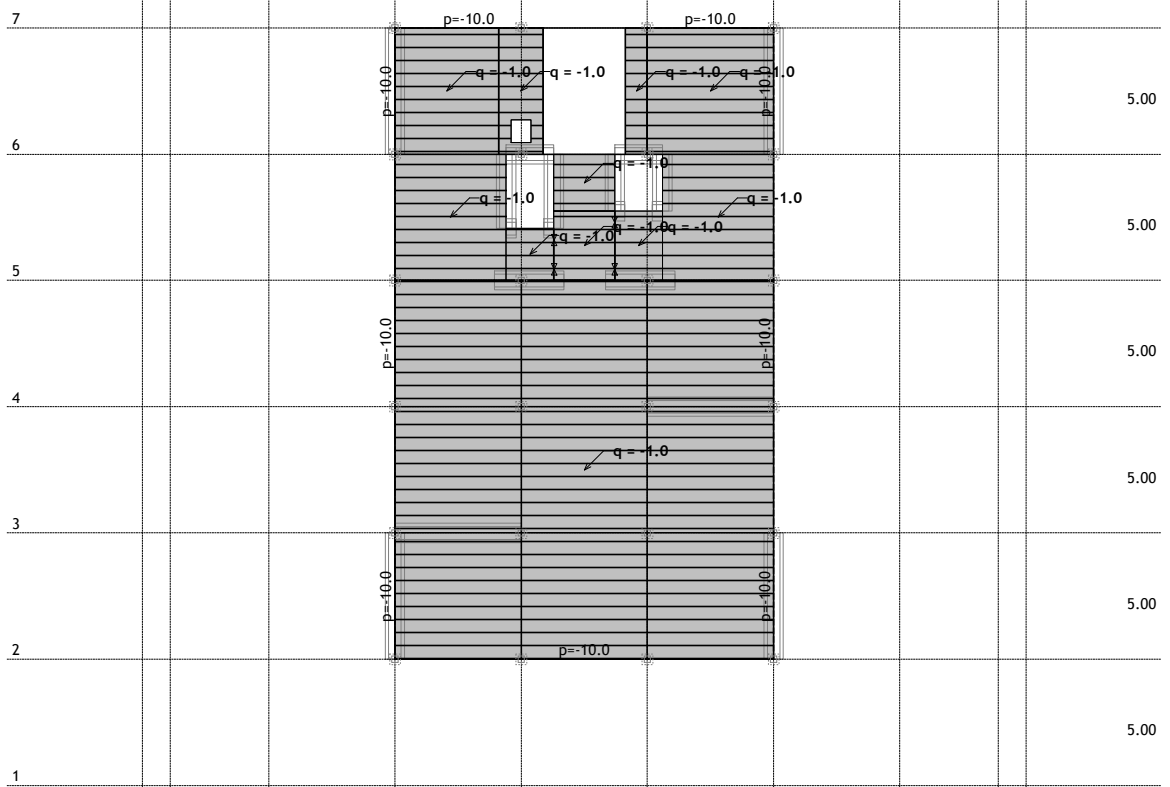 7
p=-10.0
p=-10.0
p=-10.0
q = -1.0
q = -1.0
q = -1.0
q = -1.0
p=-10.0
5.00
6
q = -1.0
q = -1.0
q = -1.0
5.00
q = -1.0
q = -1.0
q = -1.0
5
p=-10.0
p=-10.0
5.00
4
q = -1.0
5.00
3
p=-10.0
p=-10.0
5.00
2
p=-10.0
5.00
1